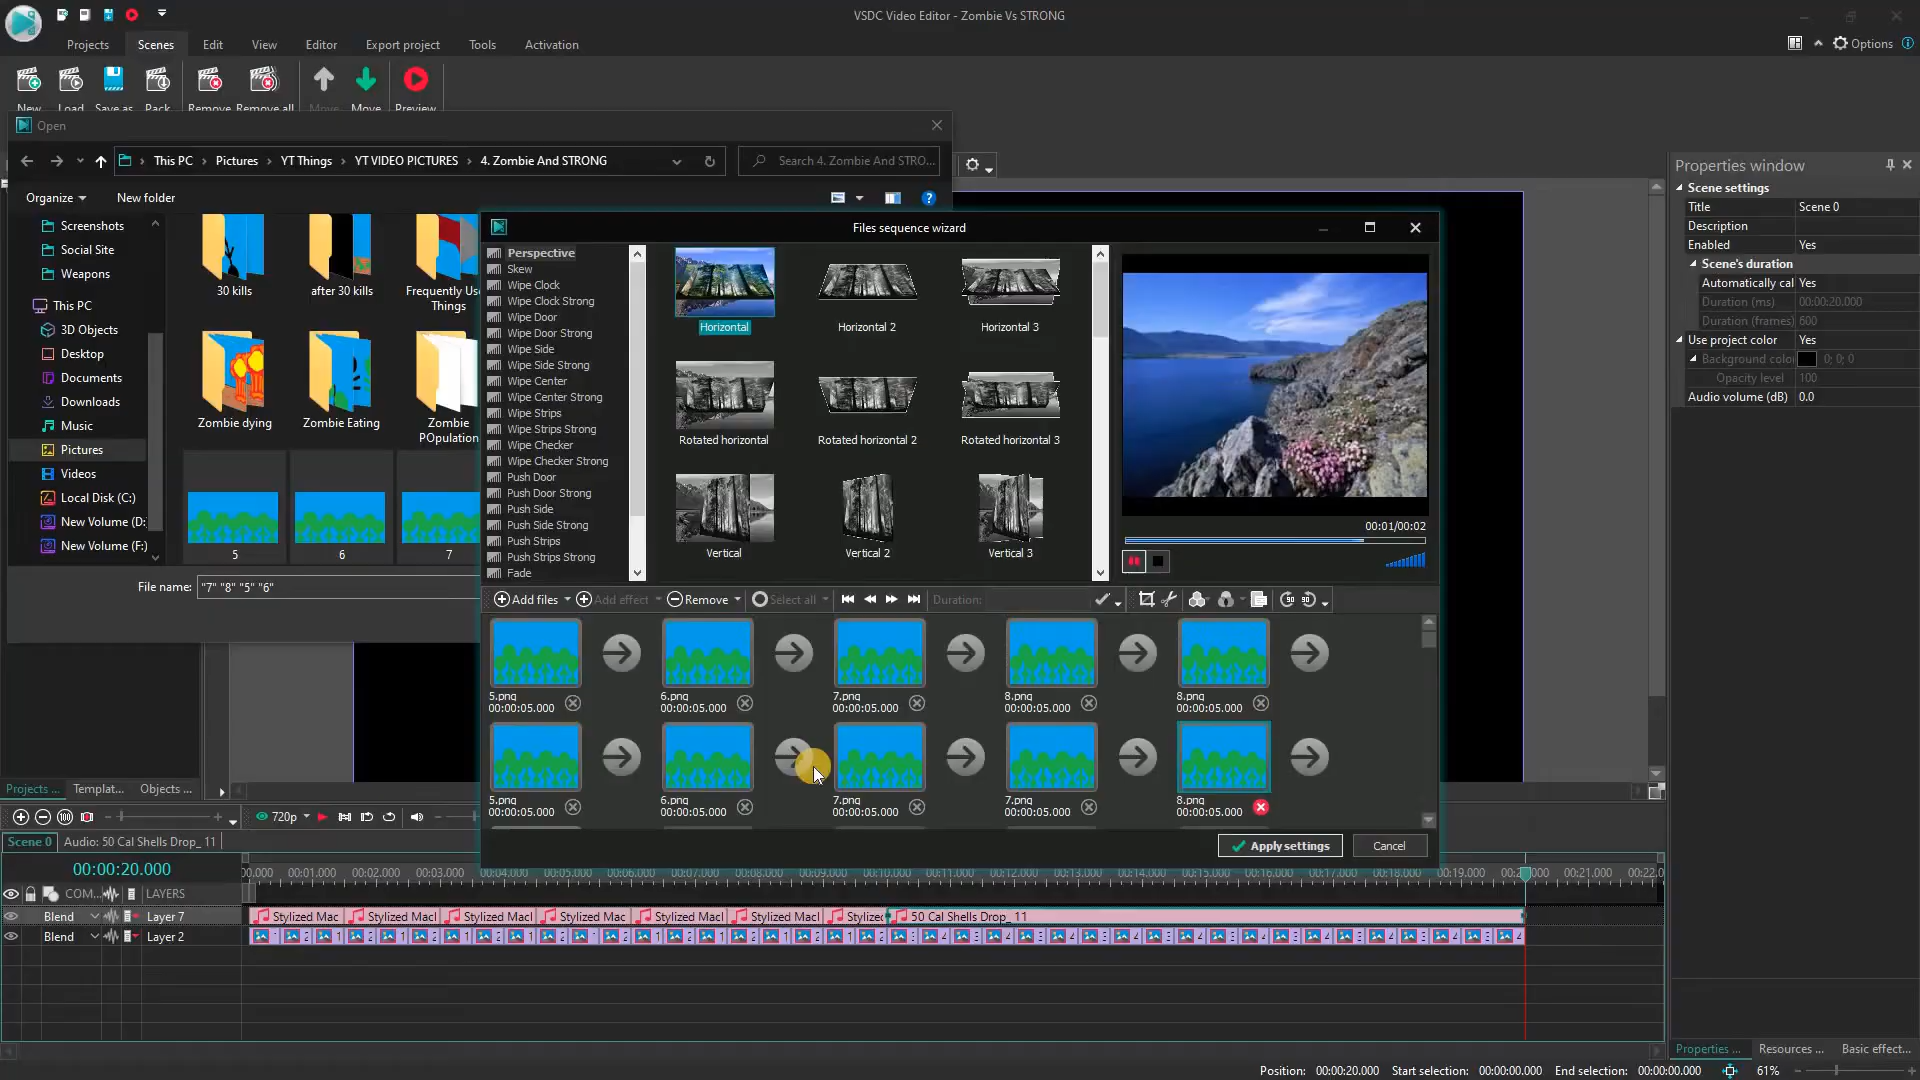 VSDC Video Editor - Zombie Vs STRONG
Projects Scenes Edit View Editor Export project Tools Activation
Options
New Load Save as Pack Remove Remove all Move Move Preview
Open
This PC Pictures YT Things YT VIDEO PICTURES 4. Zombie And STRONG
Search 4. Zombie And STRO...
Organize New folder
Screenshots
Social Site
Weapons
This PC
3D Objects
Desktop
Documents
Downloads
Music
Pictures
Videos
Local Disk (C:)
New Volume (D:
New Volume (F:)
30 kills
after 30 kills
Frequently Use
Things
Zombie dying
Zombie Eating
Zombie
POpulation
5
6
7
File name: "7" "8" "5" "6"
Files sequence wizard
Perspective
Skew
Wipe Clock
Wipe Clock Strong
Wipe Door
Wipe Door Strong
Wipe Side
Wipe Side Strong
Wipe Center
Wipe Center Strong
Wipe Strips
Wipe Strips Strong
Wipe Checker
Wipe Checker Strong
Push Door
Push Door Strong
Push Side
Push Side Strong
Push Strips
Push Strips Strong
Fade
Horizontal Horizontal 2 Horizontal 3
Rotated horizontal Rotated horizontal 2 Rotated horizontal 3
Vertical Vertical 2 Vertical 3
00:01/00:02
Add files Add effect Remove Select all Duration:
5.png 6.png 7.png 8.png 8.png
00:00:05.000 00:00:05.000 00:00:05.000 00:00:05.000 00:00:05.000
5.png 6.png 7.png 7.png 8.png
00:00:05.000 00:00:05.000 00:00:05.000 00:00:05.000 00:00:05.000
Apply settings Cancel
Properties window
Scene settings
Title Scene 0
Description
Enabled Yes
Scene's duration
Automatically cal Yes
Duration (ms) 00:00:20.000
Duration (frames) 600
Use project color Yes
Background colo 0; 0; 0
Opacity level 100
Audio volume (dB) 0.0
Projects ... Templat... Objects ...
720p
Scene 0 Audio: 50 Cal Shells Drop_ 11
00:00:20.000
0.000 00:01.000 00:02.000 00:03.000 00:04.000 00:05.000 00:06.000 00:07.000 00:08.000 00:09.000 00:10.000 00:11.000 00:12.000 00:13.000 00:14.000 00:15.000 00:16.000 00:17.000 00:18.000 00:19.000 00:21.000 00:22.0
COM... LAYERS
Blend Layer 7 Stylized Mac Stylized Macl Stylized Macl Stylized Mac Stylized Macl Stylized Macl Stylized 50 Cal Shells Drop_ 11
Blend Layer 2
Properties ... Resources ... Basic effect...
Position: 00:00:20.000 Start selection: 00:00:00.000 End selection: 00:00:00.000 61%